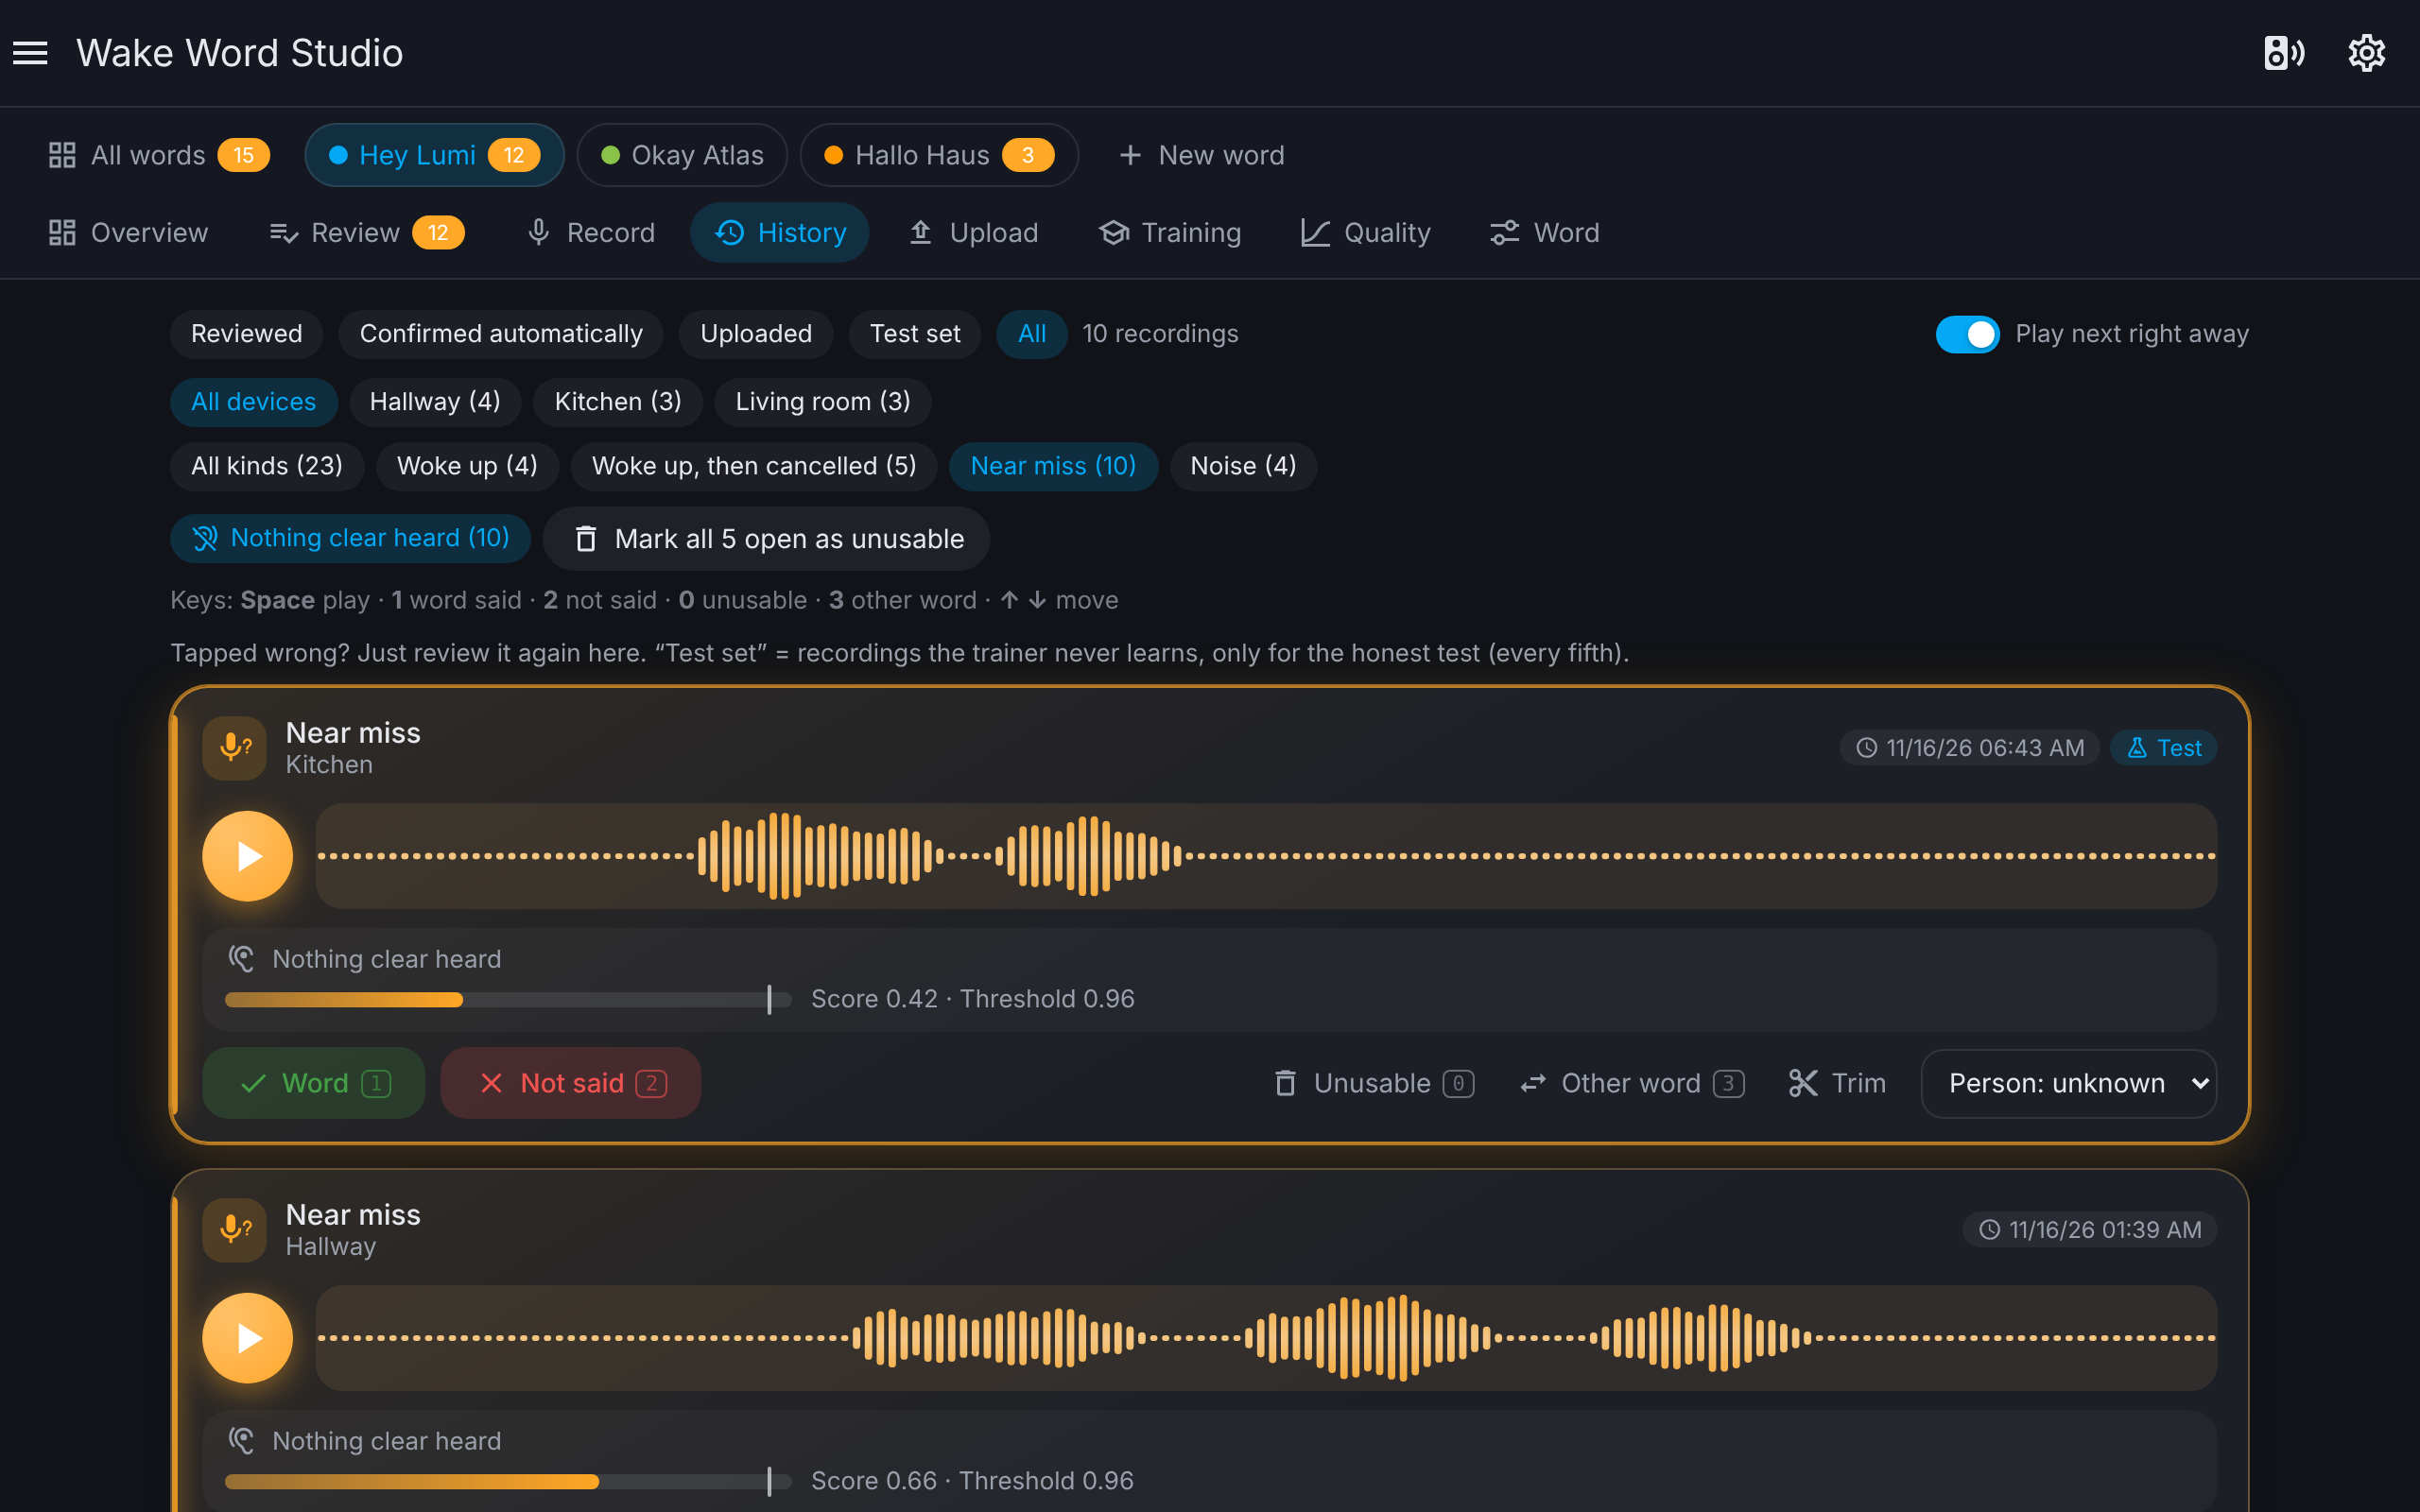 Wake Word Studio
All words 15 Hey Lumi 12 Okay Atlas Hallo Haus 3 + New word
Overview Review 12 Record History Upload Training Quality Word
Reviewed Confirmed automatically Uploaded Test set All 10 recordings Play next right away
All devices Hallway (4) Kitchen (3) Living room (3)
All kinds (23) Woke up (4) Woke up, then cancelled (5) Near miss (10) Noise (4)
Nothing clear heard (10) Mark all 5 open as unusable
Keys: Space play · 1 word said · 2 not said · 0 unusable · 3 other word · ↑ ↓ move
Tapped wrong? Just review it again here. “Test set” = recordings the trainer never learns, only for the honest test (every fifth).
Near miss
Kitchen
11/16/26 06:43 AM Test
Nothing clear heard
Score 0.42 · Threshold 0.96
Word 1 Not said 2 Unusable 0 Other word 3 Trim Person: unknown
Near miss
Hallway
11/16/26 01:39 AM
Nothing clear heard
Score 0.66 · Threshold 0.96